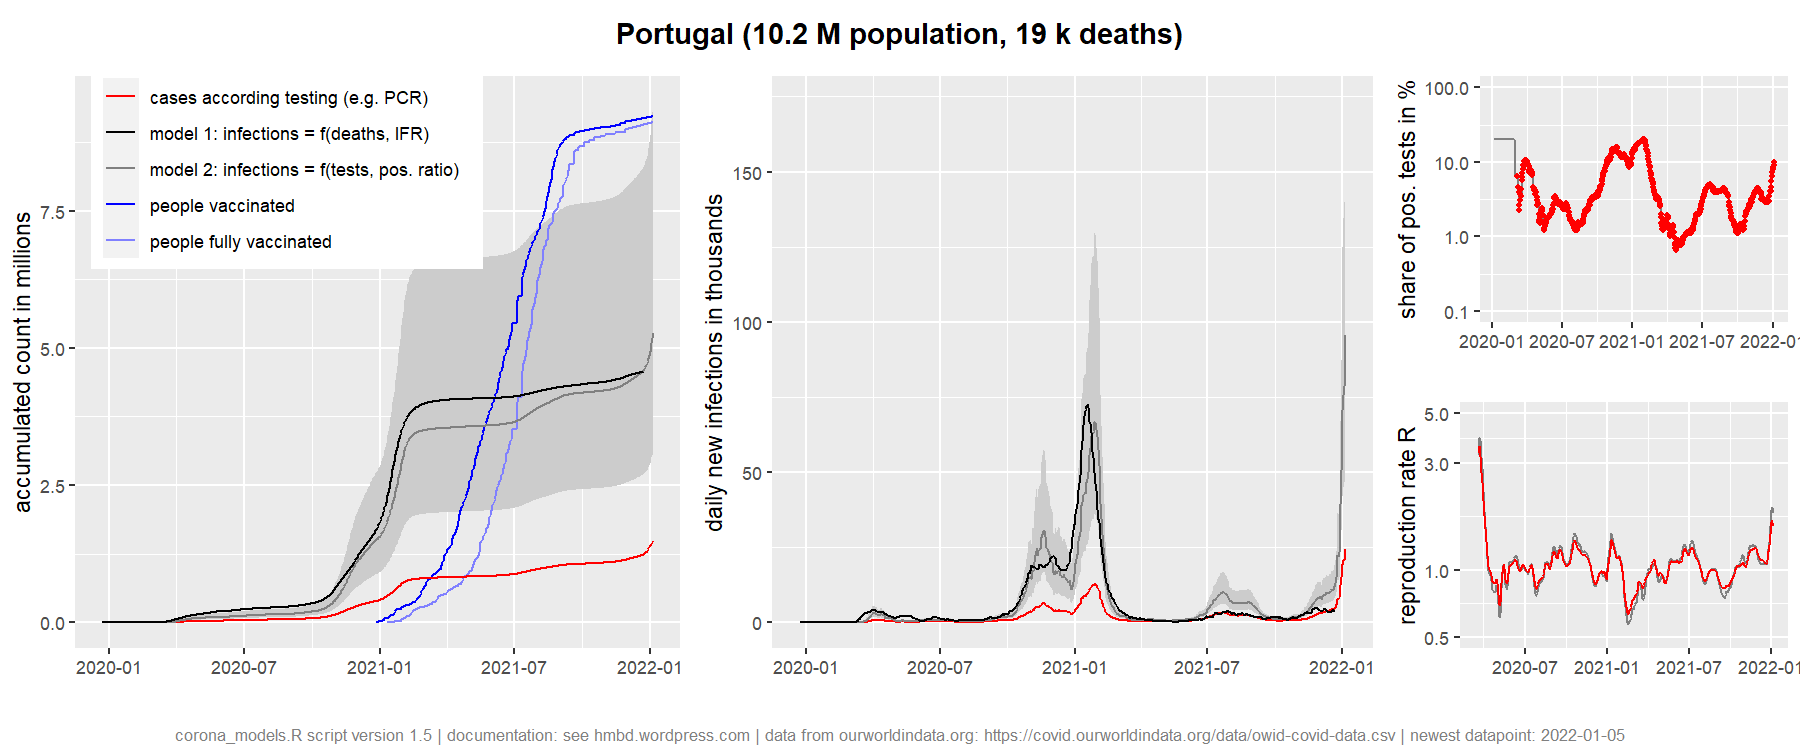 Portugal (10.2 M population, 19 k deaths)
cases according testing (e.g. PCR)
model 1: infections = f(deaths, IFR)
model 2: infections = f(tests, pos. ratio)
people vaccinated
people fully vaccinated
accumulated count in millions
7.5
5.0
2.5
0.0
2020-01 2020-07 2021-01 2021-07 2022-01
daily new infections in thousands
150
100
50
0
2020-01 2020-07 2021-01 2021-07 2022-01
share of pos. tests in %
100.0
10.0
1.0
0.1
2020-01 2020-07 2021-01 2021-07 2022-01
reproduction rate R
5.0
3.0
1.0
0.5
2020-07 2021-01 2021-07 2022-01
corona_models.R script version 1.5 | documentation: see hmbd.wordpress.com | data from ourworldindata.org: https://covid.ourworldindata.org/data/owid-covid-data.csv | newest datapoint: 2022-01-05